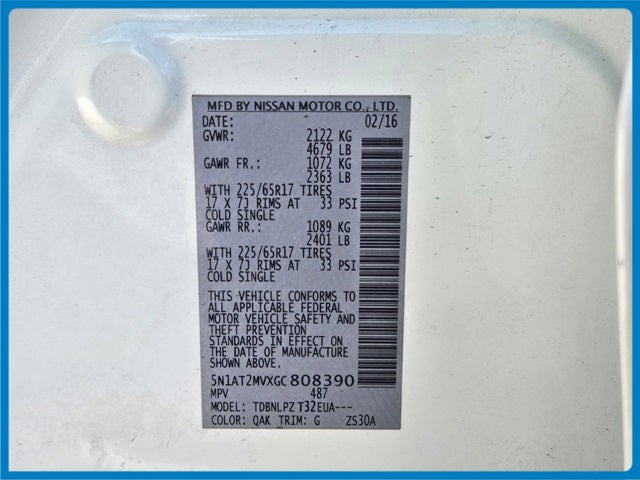 MFD BY NISSAN MOTOR CO., LTD.
DATE: 02/16
GVWR: 2122 KG
4679 LB
GAWR FR.: 1072 KG
2363 LB
WITH 225/65R17 TIRES
17 X 7J RIMS AT 33 PSI
COLD SINGLE
GAWR RR.: 1089 KG
2401 LB
WITH 225/65R17 TIRES
17 X 7J RIMS AT 33 PSI
COLD SINGLE
THIS VEHICLE CONFORMS TO
ALL APPLICABLE FEDERAL
MOTOR VEHICLE SAFETY AND
THEFT PREVENTION
STANDARDS IN EFFECT ON
THE DATE OF MANUFACTURE
SHOWN ABOVE.
5N1AT2MVXGC808390
MPV 487
MODEL: TDBNLPZ T32EUA---
COLOR: QAK TRIM: G ZS30A